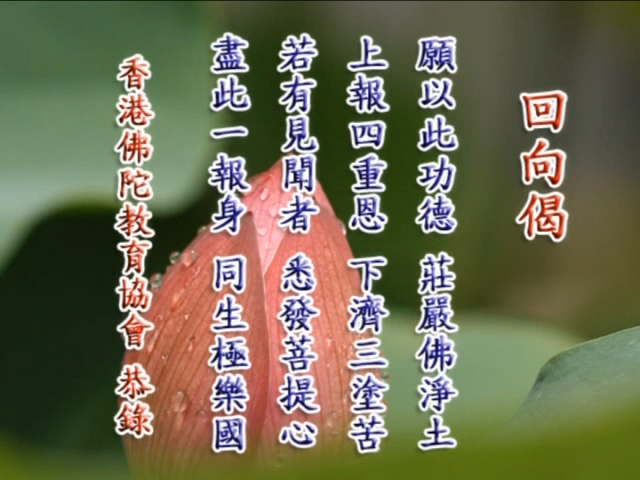 回向偈
願以此功德 莊嚴佛淨土
上報四重恩 下濟三塗苦
若有見聞者 悉發菩提心
盡此一報身 同生極樂國
香港佛陀教育協會 恭錄